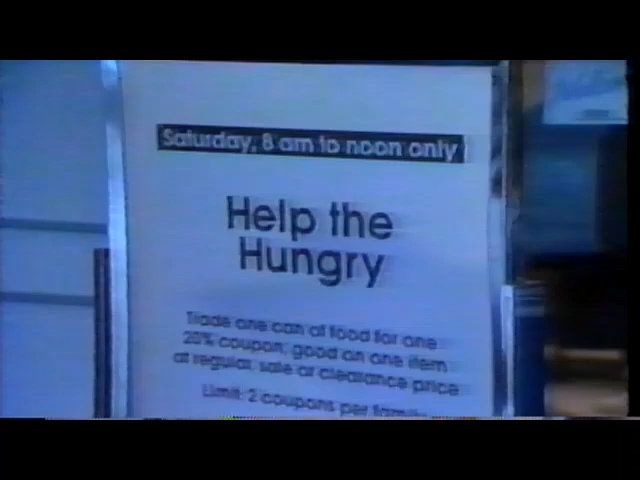 Saturday, 8 am to noon only
Help the
Hungry
Trade one can of food for one
20% coupon, good on one item
at regular, sale or clearance price
Limit: 2 coupons per family